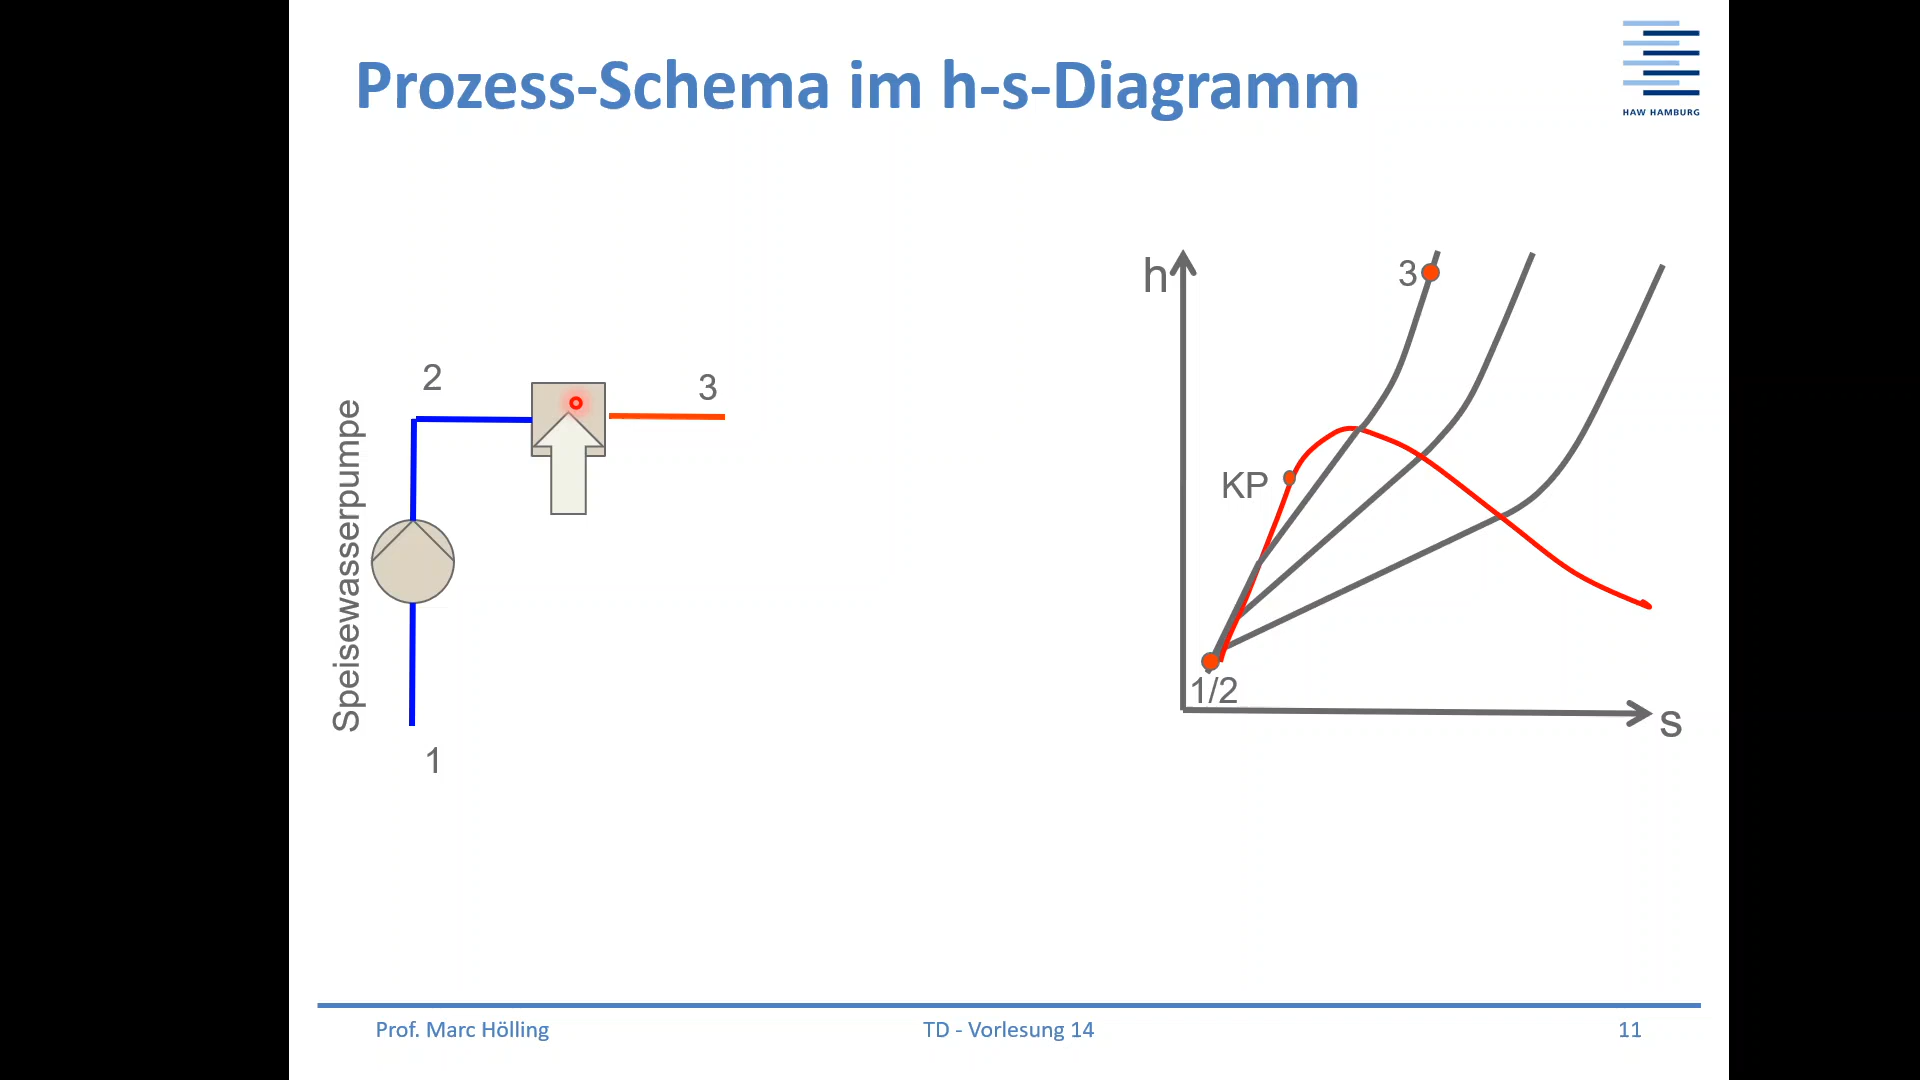 Prozess-Schema im h-s-Diagramm
HAW HAMBURG
Speisewasserpumpe
2
3
1
h
3
KP
1/2
s
Prof. Marc Hölling
TD - Vorlesung 14
11